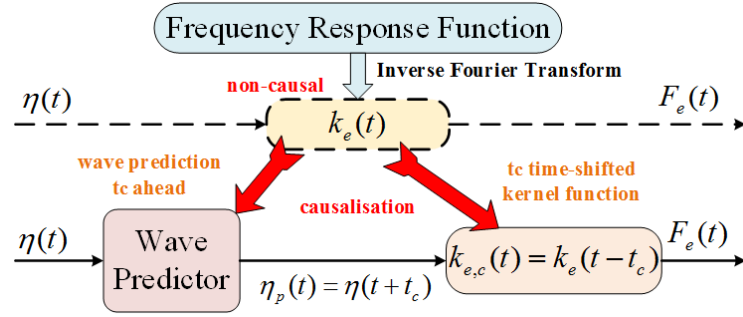 Frequency Response Function
Inverse Fourier Transform
non-causal
η(t)
k_e(t)
F_e(t)
wave prediction
tc ahead
tc time-shifted
kernel function
causalisation
η(t)
Wave
Predictor
η_p(t) = η(t + t_c)
k_{e,c}(t) = k_e(t − t_c)
F_e(t)